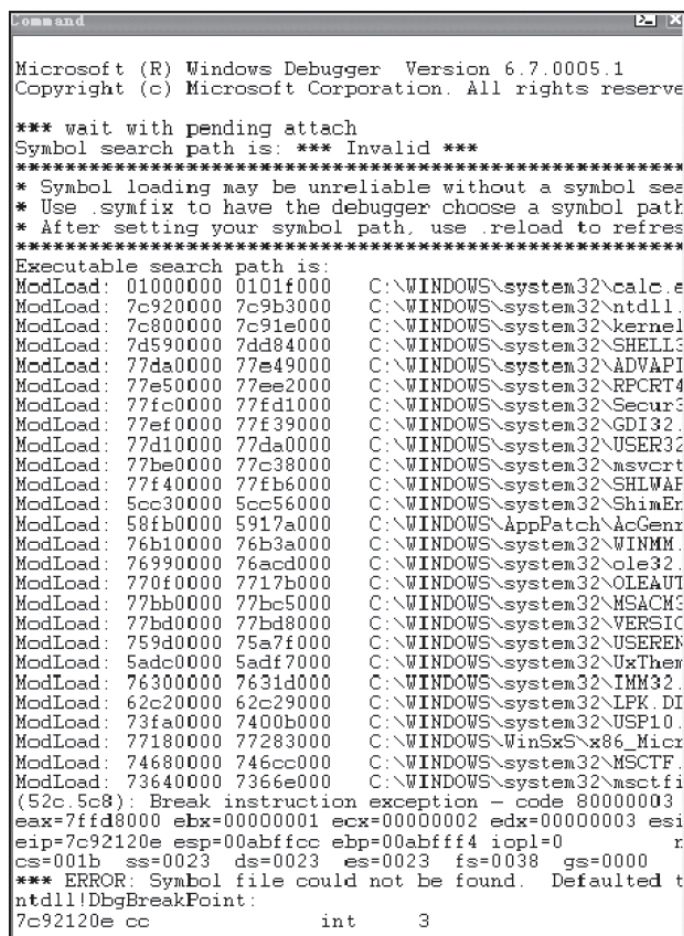 Command
Microsoft (R) Windows Debugger  Version 6.7.0005.1
Copyright (c) Microsoft Corporation. All rights reserve
*** wait with pending attach
Symbol search path is: *** Invalid ***
****************************************************************
* Symbol loading may be unreliable without a symbol sea
* Use .symfix to have the debugger choose a symbol path
* After setting your symbol path, use .reload to refres
****************************************************************
Executable search path is:
ModLoad: 01000000 0101f000   C:\WINDOWS\system32\calc.e
ModLoad: 7c920000 7c9b3000   C:\WINDOWS\system32\ntdll.
ModLoad: 7c800000 7c91e000   C:\WINDOWS\system32\kernel
ModLoad: 7d590000 7dd84000   C:\WINDOWS\system32\SHELL3
ModLoad: 77da0000 77e49000   C:\WINDOWS\system32\ADVAPI
ModLoad: 77e50000 77ee2000   C:\WINDOWS\system32\RPCRT4
ModLoad: 77fc0000 77fd1000   C:\WINDOWS\system32\Secur3
ModLoad: 77ef0000 77f39000   C:\WINDOWS\system32\GDI32.
ModLoad: 77d10000 77da0000   C:\WINDOWS\system32\USER32
ModLoad: 77be0000 77c38000   C:\WINDOWS\system32\msvcrt
ModLoad: 77f40000 77fb6000   C:\WINDOWS\system32\SHLWAP
ModLoad: 5cc30000 5cc56000   C:\WINDOWS\system32\ShimEn
ModLoad: 58fb0000 5917a000   C:\WINDOWS\AppPatch\AcGenr
ModLoad: 76b10000 76b3a000   C:\WINDOWS\system32\WINMM.
ModLoad: 76990000 76acd000   C:\WINDOWS\system32\ole32.
ModLoad: 770f0000 7717b000   C:\WINDOWS\system32\OLEAUT
ModLoad: 77bb0000 77bc5000   C:\WINDOWS\system32\MSACM3
ModLoad: 77bd0000 77bd8000   C:\WINDOWS\system32\VERSIO
ModLoad: 759d0000 75a7f000   C:\WINDOWS\system32\USEREN
ModLoad: 5adc0000 5adf7000   C:\WINDOWS\system32\UxThem
ModLoad: 76300000 7631d000   C:\WINDOWS\system32\IMM32.
ModLoad: 62c20000 62c29000   C:\WINDOWS\system32\LPK.DL
ModLoad: 73fa0000 7400b000   C:\WINDOWS\system32\USP10.
ModLoad: 77180000 77283000   C:\WINDOWS\WinSxS\x86_Micr
ModLoad: 74680000 746cc000   C:\WINDOWS\system32\MSCTF.
ModLoad: 73640000 7366e000   C:\WINDOWS\system32\msctfi
(52c.5c8): Break instruction exception - code 80000003
eax=7ffd8000 ebx=00000001 ecx=00000002 edx=00000003 esi
eip=7c92120e esp=00abffcc ebp=00abfff4 iopl=0         n
cs=001b  ss=0023  ds=0023  es=0023  fs=0038  gs=0000
*** ERROR: Symbol file could not be found.  Defaulted t
ntdll!DbgBreakPoint:
7c92120e cc              int     3